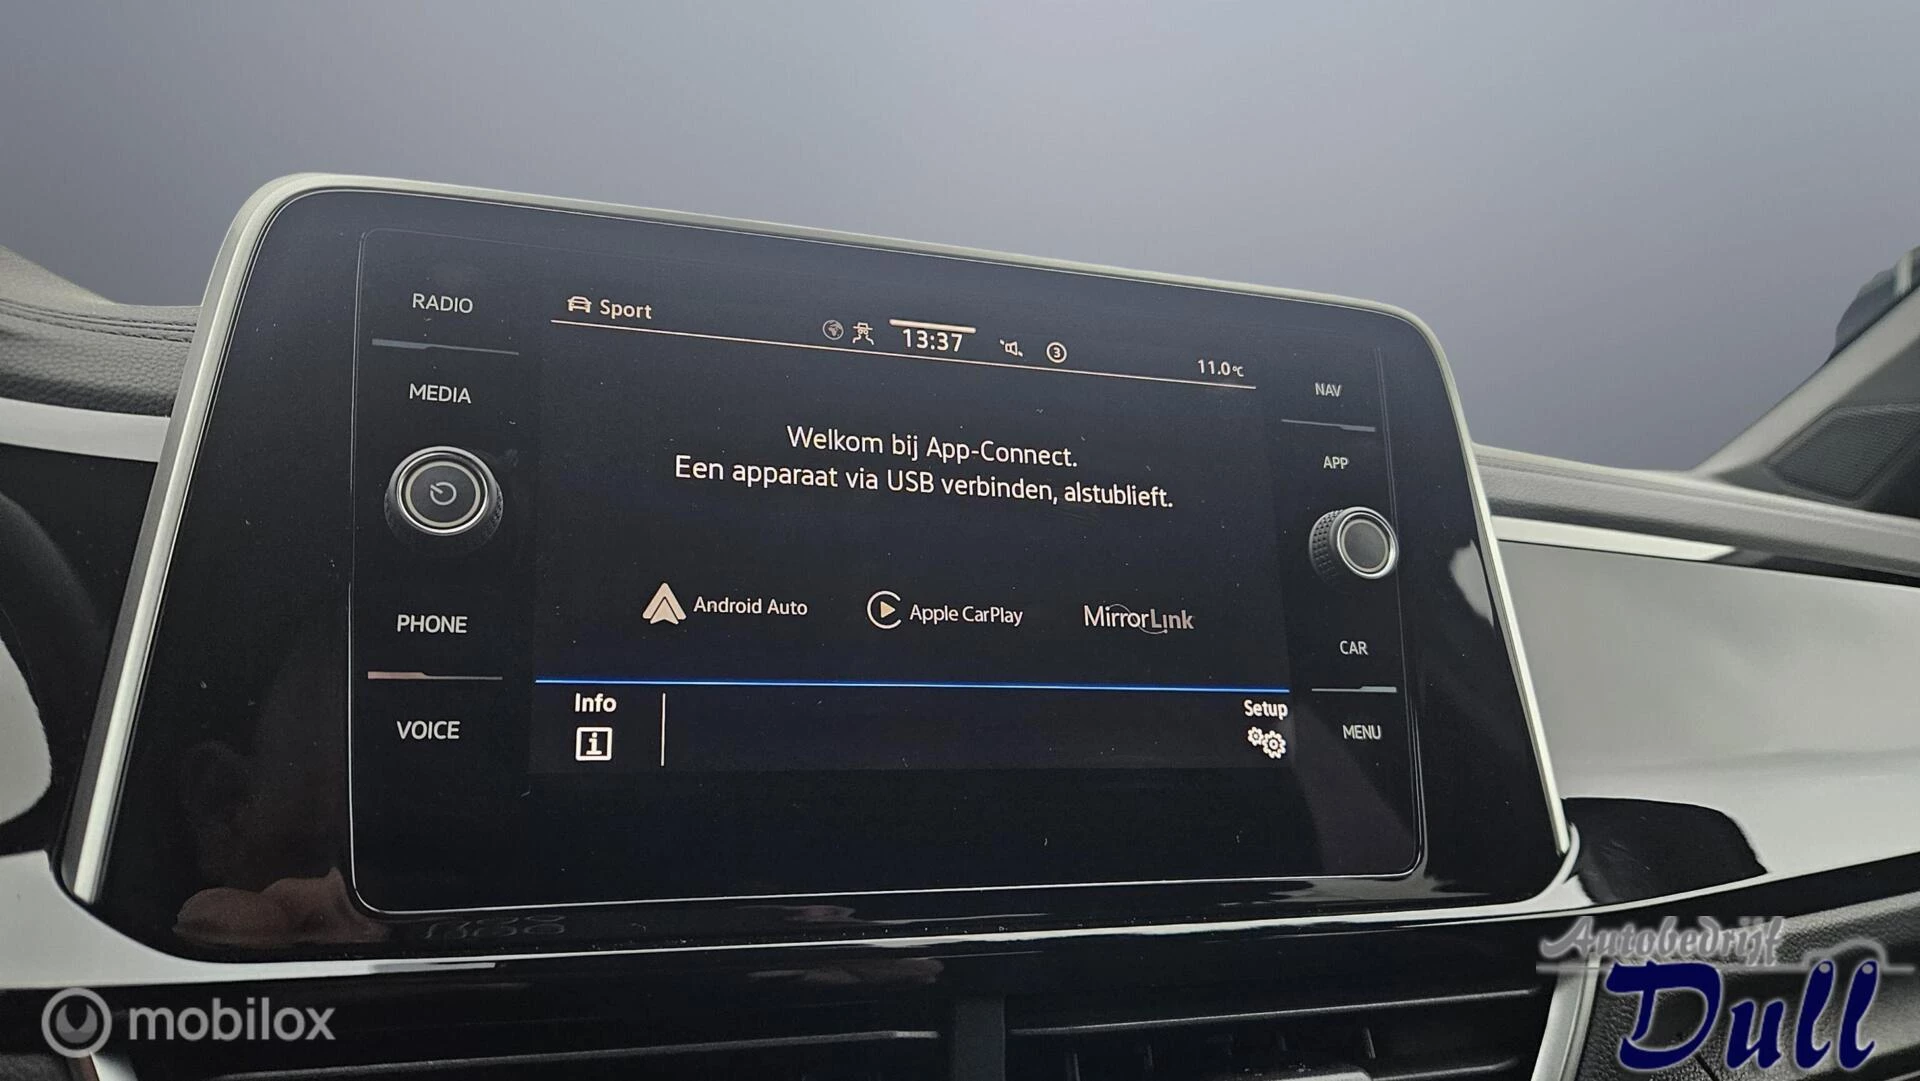 RADIO
MEDIA
PHONE
VOICE
Sport
13:37
3
11.0°C
Welkom bij App-Connect.
Een apparaat via USB verbinden, alstublieft.
Android Auto
Apple CarPlay
MirrorLink
Info
i
Setup
NAV
APP
CAR
MENU
mobilox
Autobedrijf
Dull